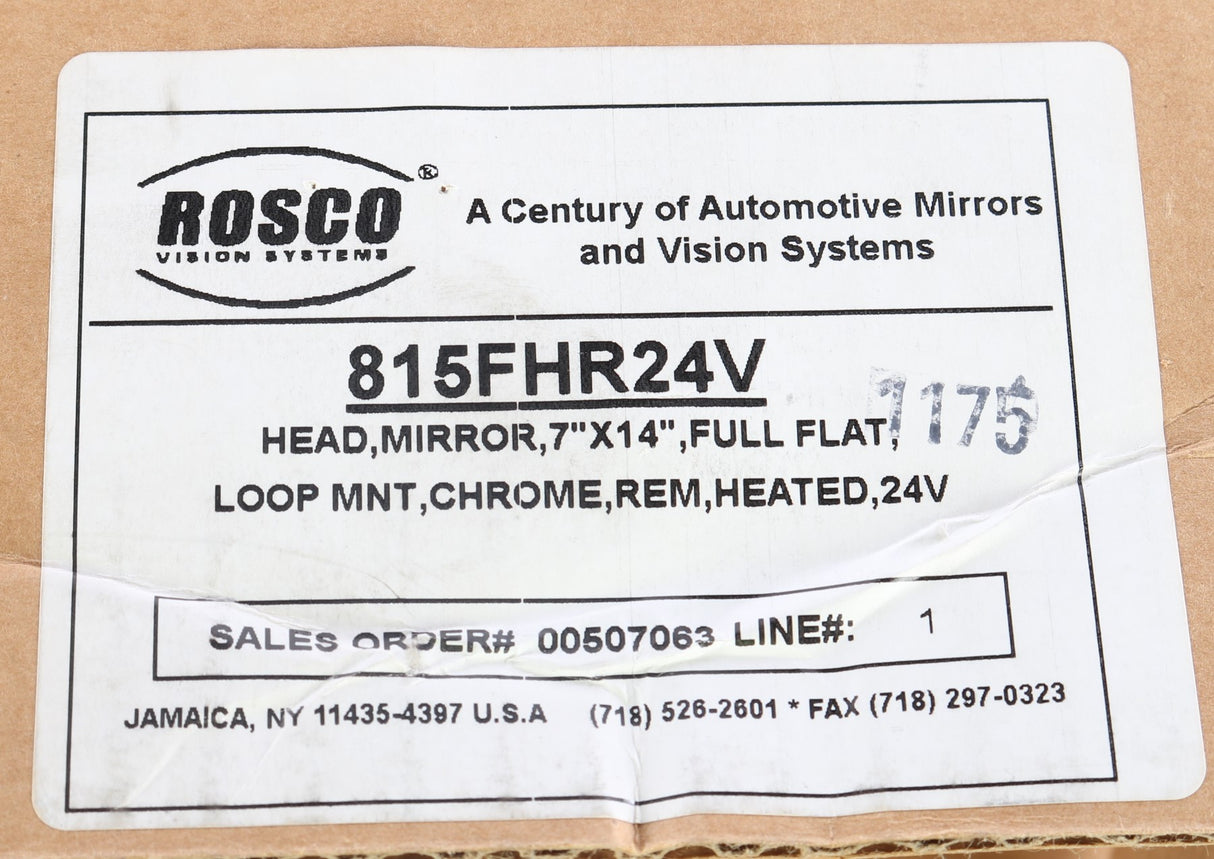 ROSCO®
VISION SYSTEMS
A Century of Automotive Mirrors
and Vision Systems
815FHR24V
1175
HEAD,MIRROR,7"X14",FULL FLAT,
LOOP MNT,CHROME,REM,HEATED,24V
SALES ORDER# 00507063 LINE#: 1
JAMAICA, NY 11435-4397 U.S.A (718) 526-2601 * FAX (718) 297-0323